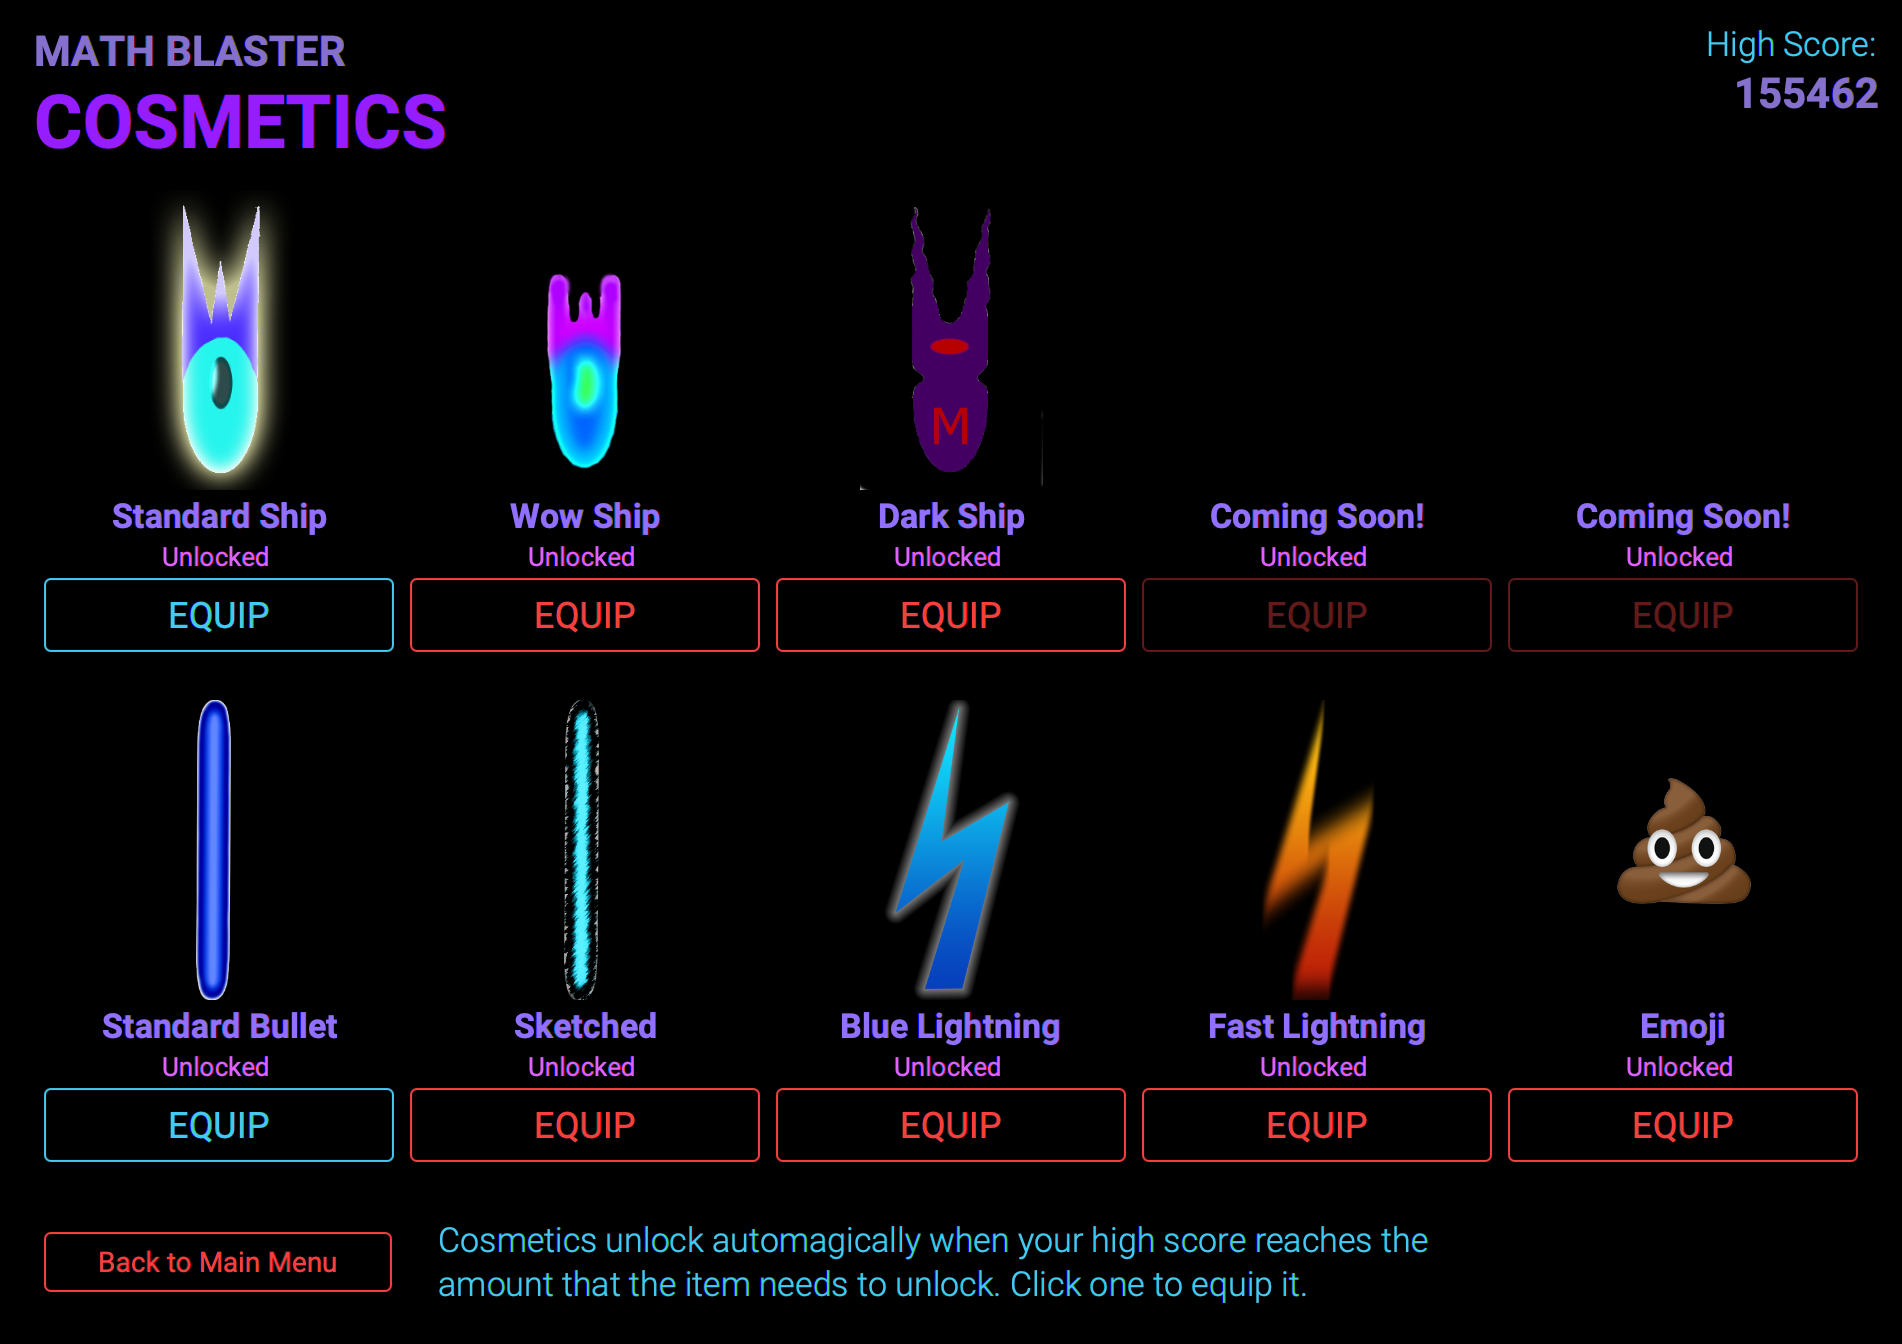 MATH BLASTER
COSMETICS
High Score:
155462
M
Standard Ship
Unlocked
EQUIP
Wow Ship
Unlocked
EQUIP
Dark Ship
Unlocked
EQUIP
Coming Soon!
Unlocked
EQUIP
Coming Soon!
Unlocked
EQUIP
Standard Bullet
Unlocked
EQUIP
Sketched
Unlocked
EQUIP
Blue Lightning
Unlocked
EQUIP
Fast Lightning
Unlocked
EQUIP
Emoji
Unlocked
EQUIP
Back to Main Menu
Cosmetics unlock automagically when your high score reaches the
amount that the item needs to unlock. Click one to equip it.